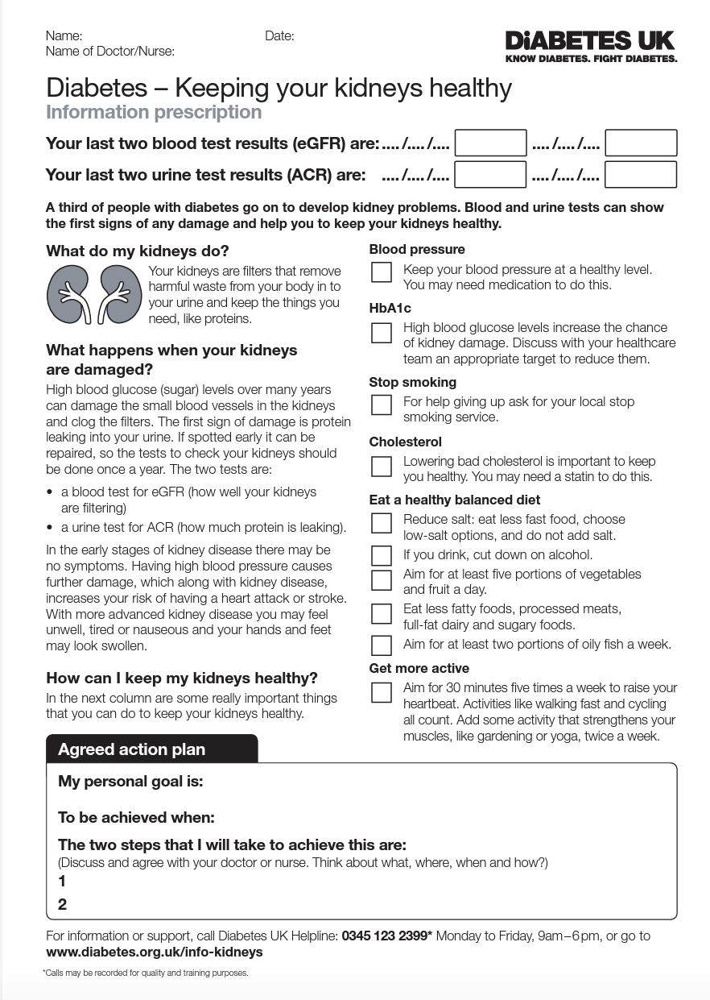 Name:
Date:
Name of Doctor/Nurse:
DiABETES UK
KNOW DIABETES. FIGHT DIABETES.
Diabetes – Keeping your kidneys healthy
Information prescription
Your last two blood test results (eGFR) are: .... /.... /.... .... /.... /....
Your last two urine test results (ACR) are: .... /.... /.... .... /.... /....
A third of people with diabetes go on to develop kidney problems. Blood and urine tests can show
the first signs of any damage and help you to keep your kidneys healthy.
What do my kidneys do?
Your kidneys are filters that remove
harmful waste from your body in to
your urine and keep the things you
need, like proteins.
What happens when your kidneys
are damaged?
High blood glucose (sugar) levels over many years
can damage the small blood vessels in the kidneys
and clog the filters. The first sign of damage is protein
leaking into your urine. If spotted early it can be
repaired, so the tests to check your kidneys should
be done once a year. The two tests are:
• a blood test for eGFR (how well your kidneys
are filtering)
• a urine test for ACR (how much protein is leaking).
In the early stages of kidney disease there may be
no symptoms. Having high blood pressure causes
further damage, which along with kidney disease,
increases your risk of having a heart attack or stroke.
With more advanced kidney disease you may feel
unwell, tired or nauseous and your hands and feet
may look swollen.
How can I keep my kidneys healthy?
In the next column are some really important things
that you can do to keep your kidneys healthy.
Blood pressure
Keep your blood pressure at a healthy level.
You may need medication to do this.
HbA1c
High blood glucose levels increase the chance
of kidney damage. Discuss with your healthcare
team an appropriate target to reduce them.
Stop smoking
For help giving up ask for your local stop
smoking service.
Cholesterol
Lowering bad cholesterol is important to keep
you healthy. You may need a statin to do this.
Eat a healthy balanced diet
Reduce salt: eat less fast food, choose
low-salt options, and do not add salt.
If you drink, cut down on alcohol.
Aim for at least five portions of vegetables
and fruit a day.
Eat less fatty foods, processed meats,
full-fat dairy and sugary foods.
Aim for at least two portions of oily fish a week.
Get more active
Aim for 30 minutes five times a week to raise your
heartbeat. Activities like walking fast and cycling
all count. Add some activity that strengthens your
muscles, like gardening or yoga, twice a week.
Agreed action plan
My personal goal is:
To be achieved when:
The two steps that I will take to achieve this are:
(Discuss and agree with your doctor or nurse. Think about what, where, when and how?)
1
2
For information or support, call Diabetes UK Helpline: 0345 123 2399* Monday to Friday, 9am–6pm, or go to
www.diabetes.org.uk/info-kidneys
*Calls may be recorded for quality and training purposes.